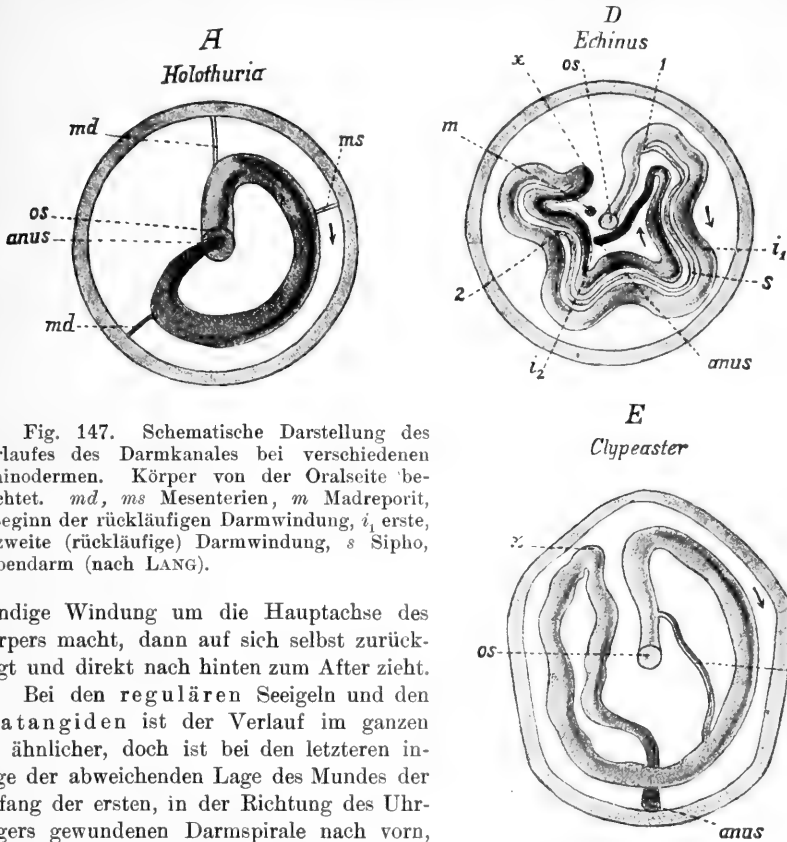 A
Holothuria
md
ms
os
anus
md
D
Echinus
x
os
1
m
i₁
s
2
i₂
anus
Fig. 147. Schematische Darstellung des
rlaufes des Darmkanales bei verschiedenen
inodermen. Körper von der Oralseite be-
chtet. md, ms Mesenterien, m Madreporit,
eginn der rückläufigen Darmwindung, i₁ erste,
zweite (rückläufige) Darmwindung, s Sipho,
bendarm (nach LANG).
ndige Windung um die Hauptachse des
rpers macht, dann auf sich selbst zurück-
gt und direkt nach hinten zum After zieht.
Bei den regulären Seeigeln und den
atangiden ist der Verlauf im ganzen
ähnlicher, doch ist bei den letzteren in-
ge der abweichenden Lage des Mundes der
fang der ersten, in der Richtung des Uhr-
gers gewundenen Darmspirale nach vorn,
E
Clypeaster
x
os
anus